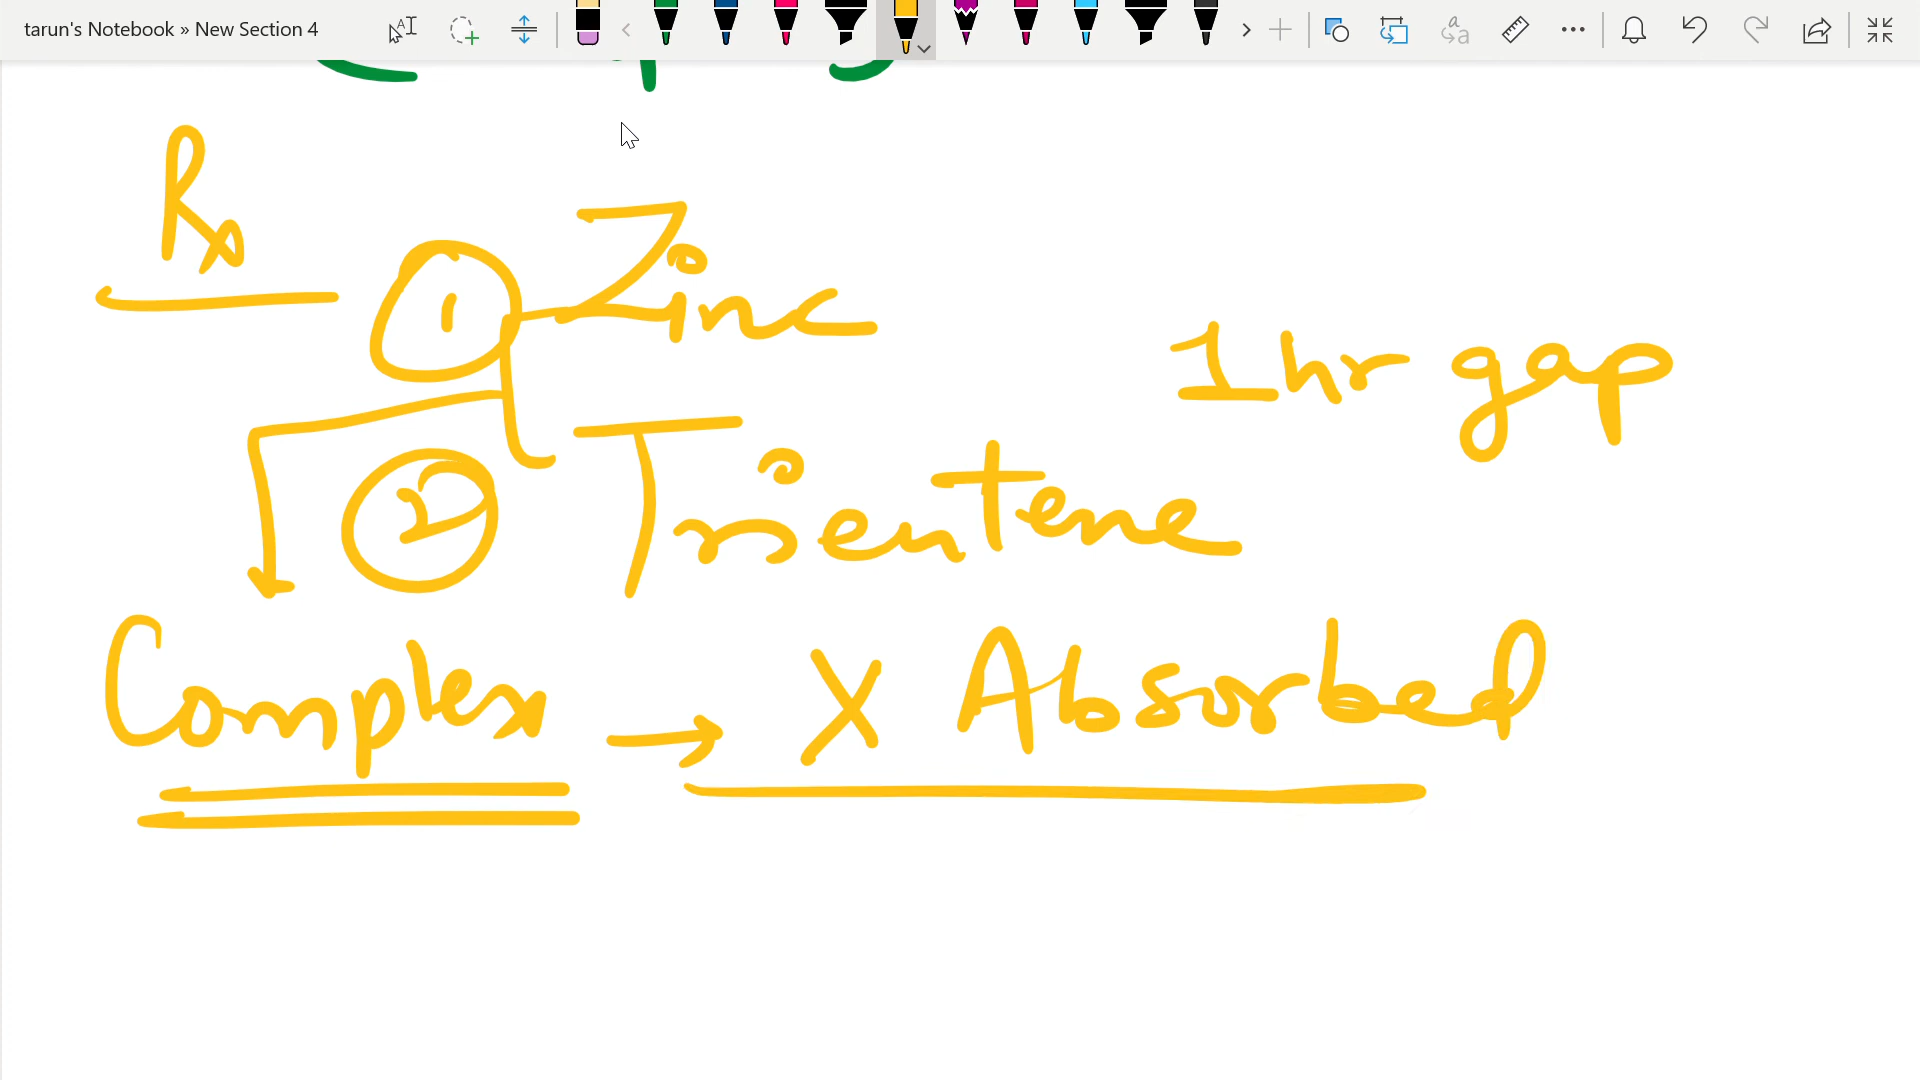 tarun's Notebook » New Section 4
Rx
1 Zinc
1 hr gap
2 Trientene
Complex → X Absorbed